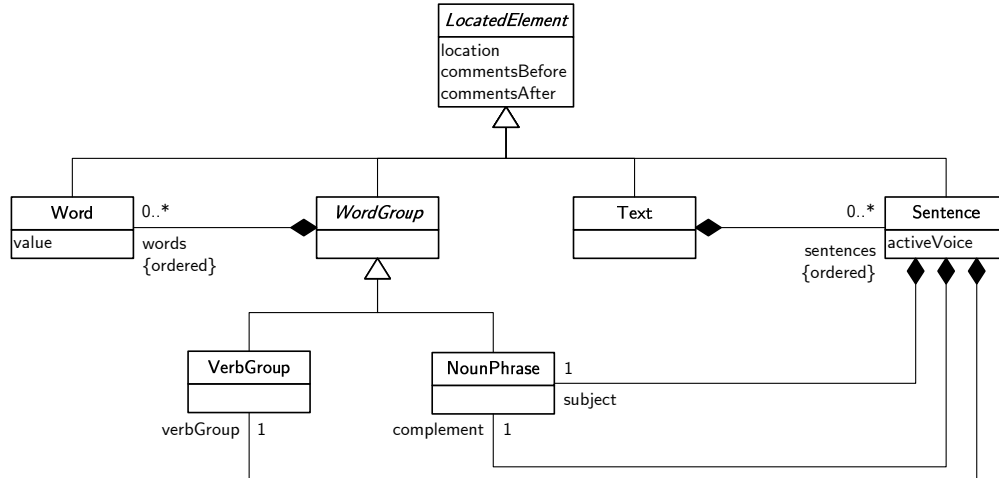 LocatedElement
location
commentsBefore
commentsAfter
Word
value
0..*
words
{ordered}
WordGroup
Text
0..*
sentences
{ordered}
Sentence
activeVoice
VerbGroup
verbGroup
1
NounPhrase
1
subject
complement
1